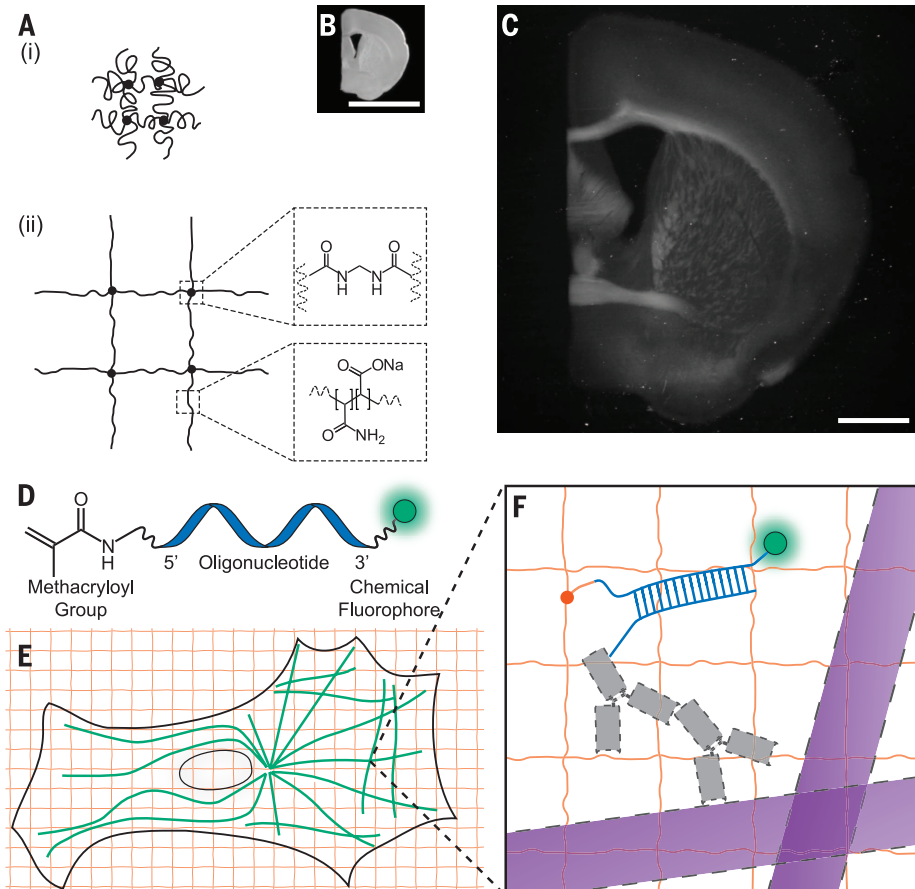 A
(i)
B
C
(ii)
O
O
N
N
H
H
ONa
O
[
]
[
]
O
NH2
D
O
N
H
5’
Oligonucleotide
3’
Methacryloyl
Group
Chemical
Fluorophore
E
F